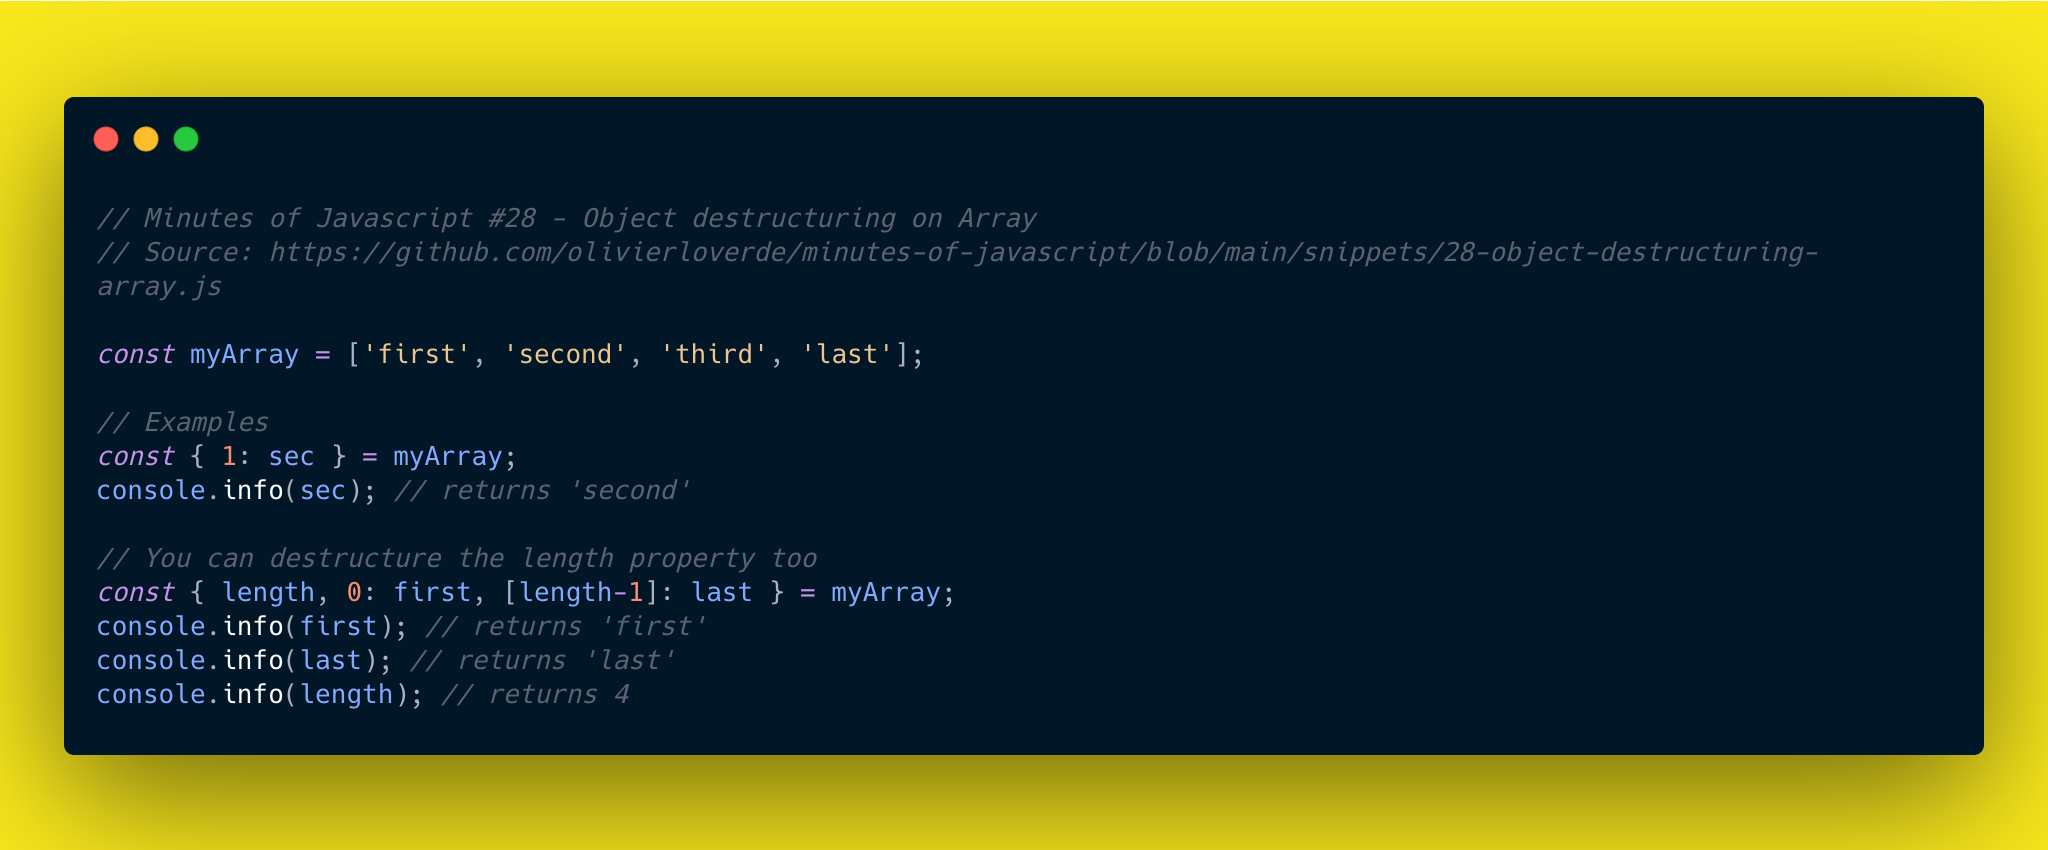 // Minutes of Javascript #28 - Object destructuring on Array
// Source: https://github.com/olivierloverde/minutes-of-javascript/blob/main/snippets/28-object-destructuring-
array.js
const myArray = ['first', 'second', 'third', 'last'];
// Examples
const { 1: sec } = myArray;
console.info(sec); // returns 'second'
// You can destructure the length property too
const { length, 0: first, [length-1]: last } = myArray;
console.info(first); // returns 'first'
console.info(last); // returns 'last'
console.info(length); // returns 4